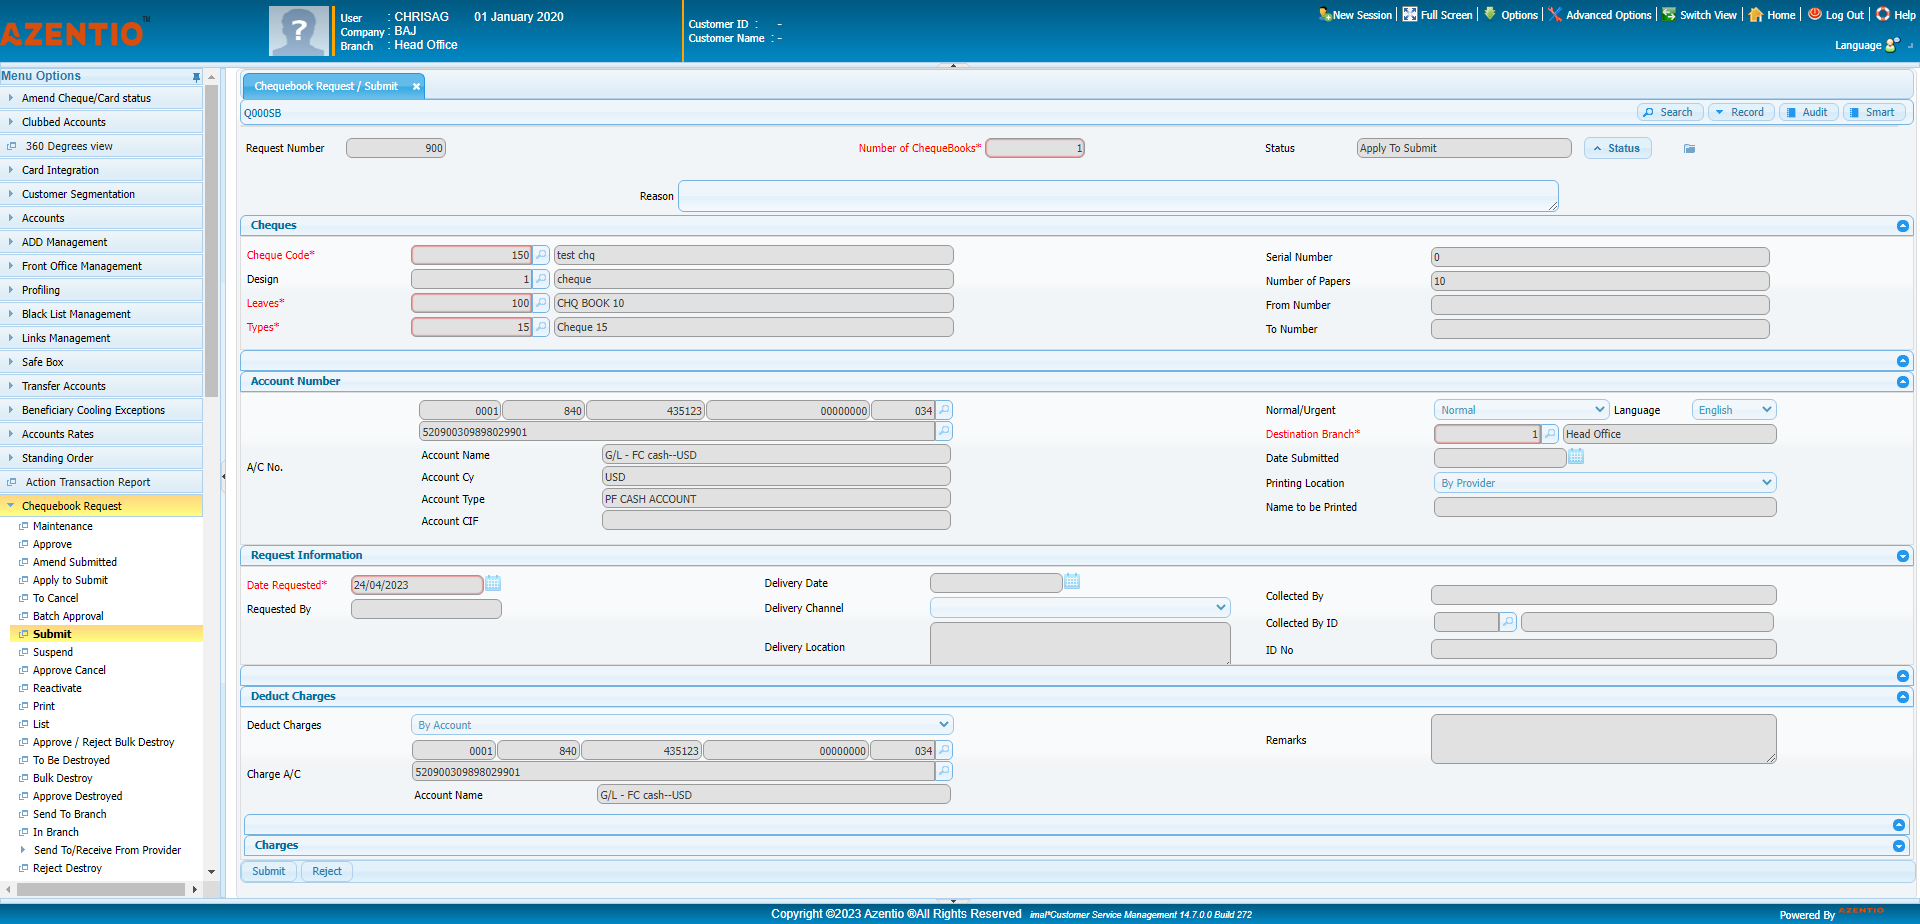 AZENTIO™
User : CHRISAG 01 January 2020
Company : BAJ
Branch : Head Office
Customer ID : -
Customer Name : -
New Session Full Screen Options Advanced Options Switch View Home Log Out Help
Language
Menu Options
Amend Cheque/Card status
Clubbed Accounts
360 Degrees view
Card Integration
Customer Segmentation
Accounts
ADD Management
Front Office Management
Profiling
Black List Management
Links Management
Safe Box
Transfer Accounts
Beneficiary Cooling Exceptions
Accounts Rates
Standing Order
Action Transaction Report
Chequebook Request
Maintenance
Approve
Amend Submitted
Apply to Submit
To Cancel
Batch Approval
Submit
Suspend
Approve Cancel
Reactivate
Print
List
Approve / Reject Bulk Destroy
To Be Destroyed
Bulk Destroy
Approve Destroyed
Send To Branch
In Branch
Send To/Receive From Provider
Reject Destroy
Chequebook Request / Submit
Q000SB
Search Record Audit Smart
Request Number 900 Number of ChequeBooks* 1 Status Apply To Submit Status
Reason
Cheques
Cheque Code* 150 test chq
Design 1 cheque
Leaves* 100 CHQ BOOK 10
Types* 15 Cheque 15
Serial Number 0
Number of Papers 10
From Number
To Number
Account Number
A/C No.
0001 840 435123 00000000 034
520900309898029901
Account Name G/L - FC cash--USD
Account Cy USD
Account Type PF CASH ACCOUNT
Account CIF
Normal/Urgent Normal Language English
Destination Branch* 1 Head Office
Date Submitted
Printing Location By Provider
Name to be Printed
Request Information
Date Requested* 24/04/2023
Requested By
Delivery Date
Delivery Channel
Delivery Location
Collected By
Collected By ID
ID No
Deduct Charges
Deduct Charges By Account
Charge A/C
0001 840 435123 00000000 034
520900309898029901
Account Name G/L - FC cash--USD
Remarks
Charges
Submit Reject
Copyright ©2023 Azentio ®All Rights Reserved imal*Customer Service Management 14.7.0.0 Build 272
Powered By AZENTIO